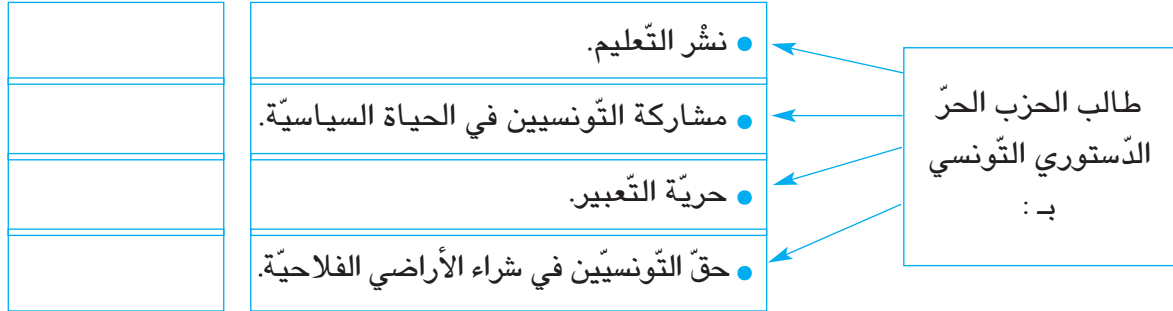 طالب الحزب الحرّ
الدّستوري التّونسي
بـ :
• نشْر التّعليم.
• مشاركة التّونسيين في الحياة السياسيّة.
• حريّة التّعبير.
• حقّ التّونسيّين في شراء الأراضي الفلاحيّة.